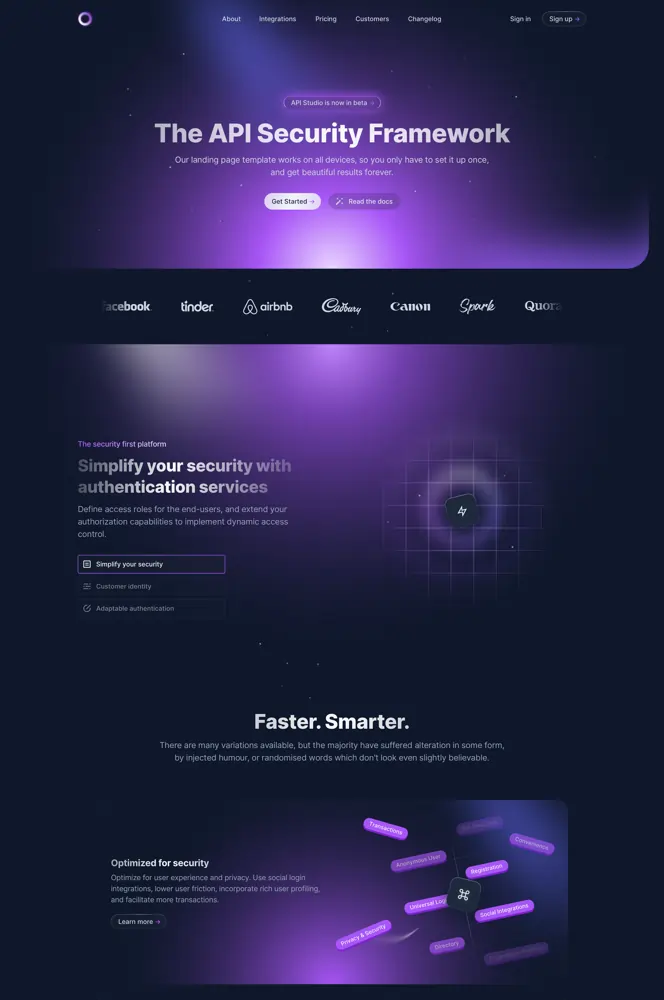 About
Integrations
Pricing
Customers
Changelog
Sign in
Sign up →
API Studio is now in beta →
The API Security Framework
Our landing page template works on all devices, so you only have to set it up once,
and get beautiful results forever.
Get Started →
Read the docs
facebook
tinder
airbnb
Cadbury
Canon
Spark
Quora
The security first platform
Simplify your security with
authentication services
Define access roles for the end-users, and extend your
authorization capabilities to implement dynamic access
control.
Simplify your security
Customer identity
Adaptable authentication
Faster. Smarter.
There are many variations available, but the majority have suffered alteration in some form,
by injected humour, or randomised words which don't look even slightly believable.
Optimized for security
Optimize for user experience and privacy. Use social login
integrations, lower user friction, incorporate rich user profiling,
and facilitate more transactions.
Learn more →
Transactions
Convenience
Anonymous User
Registration
Universal Log
Social Integrations
Privacy & Security
Directory